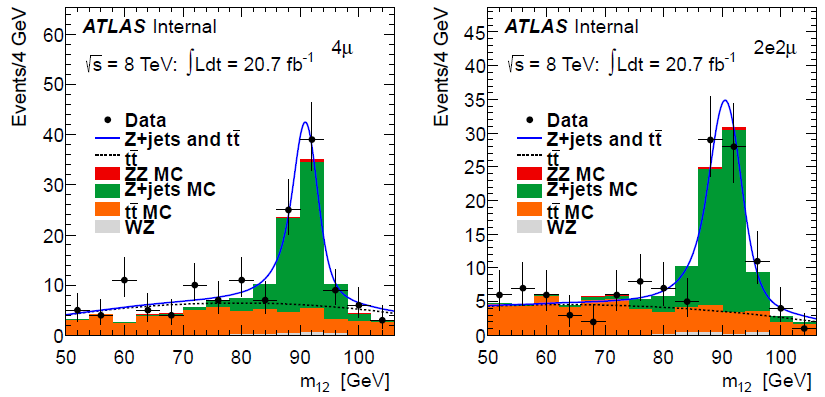 ATLAS Internal
4μ
√s = 8 TeV: ∫Ldt = 20.7 fb⁻¹
Data
Z+jets and tt̅
tt̅
ZZ MC
Z+jets MC
tt̅ MC
WZ
Events/4 GeV
60
50
40
30
20
10
0
50 60 70 80 90 100
m₁₂ [GeV]
ATLAS Internal
2e2μ
√s = 8 TeV: ∫Ldt = 20.7 fb⁻¹
Data
Z+jets and tt̅
tt̅
ZZ MC
Z+jets MC
tt̅ MC
WZ
Events/4 GeV
45
40
35
30
25
20
15
10
5
0
50 60 70 80 90 100
m₁₂ [GeV]